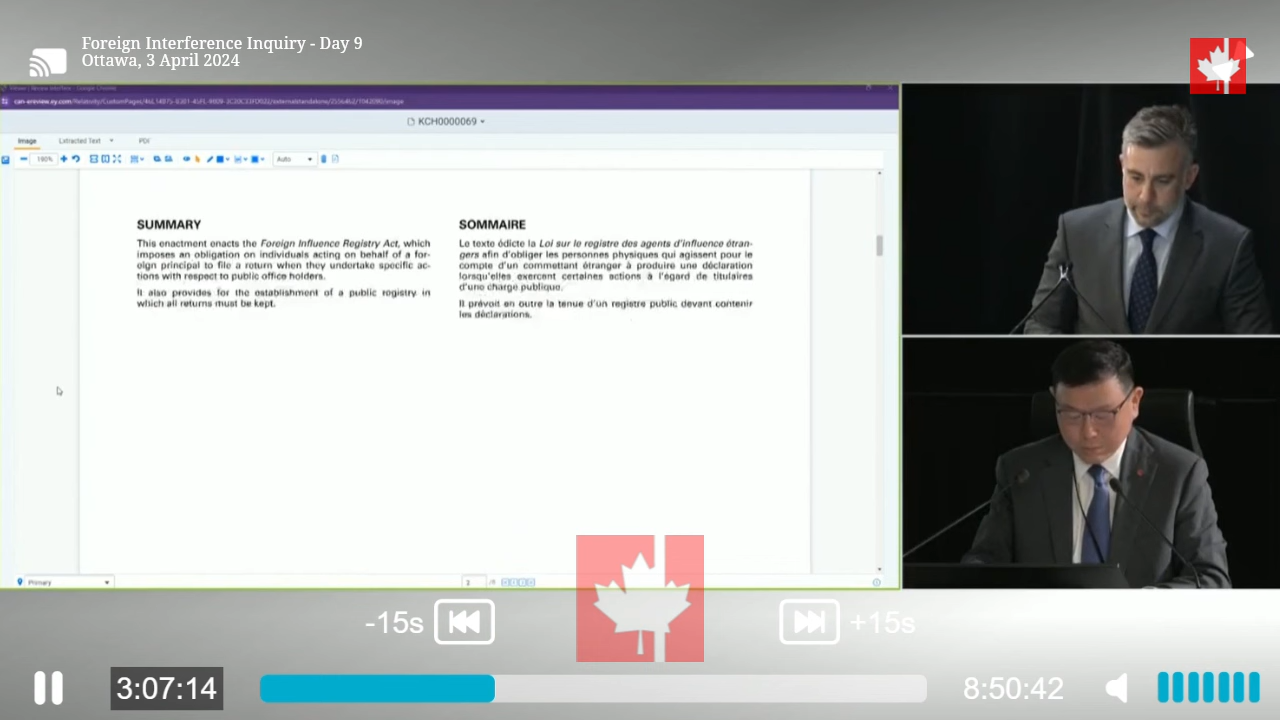 Foreign Interference Inquiry - Day 9
Ottawa, 3 April 2024
KCH0000069
Image
Extracted Text
PDF
100%
Auto
SUMMARY
This enactment enacts the Foreign Influence Registry Act, which
imposes an obligation on individuals acting on behalf of a for-
eign principal to file a return when they undertake specific ac-
tions with respect to public office holders.
It also provides for the establishment of a public registry in
which all returns must be kept.
SOMMAIRE
Le texte édicte la Loi sur le registre des agents d'influence étran-
gers afin d'obliger les personnes physiques qui agissent pour le
compte d'un commettant étranger à produire une déclaration
lorsqu'elles exercent certaines actions à l'égard de titulaires
d'une charge publique.
Il prévoit en outre la tenue d'un registre public devant contenir
les déclarations.
Primary
2
-15s
+15s
3:07:14
8:50:42